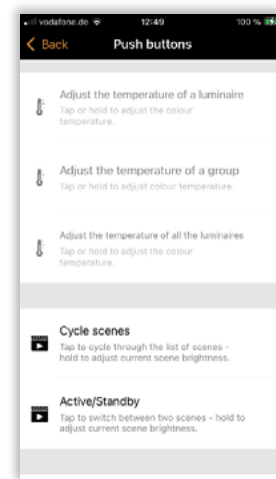 vodafone.de 12:49 100 %
Back Push buttons
Adjust the temperature of a luminaire
Tap or hold to adjust the colour
temperature.
Adjust the temperature of a group
Tap or hold to adjust colour temperature.
Adjust the temperature of all the luminaires
Tap or hold to adjust the colour
temperature.
Cycle scenes
Tap to cycle through the list of scenes -
hold to adjust current scene brightness.
Active/Standby
Tap to switch between two scenes - hold to
adjust current scene brightness.